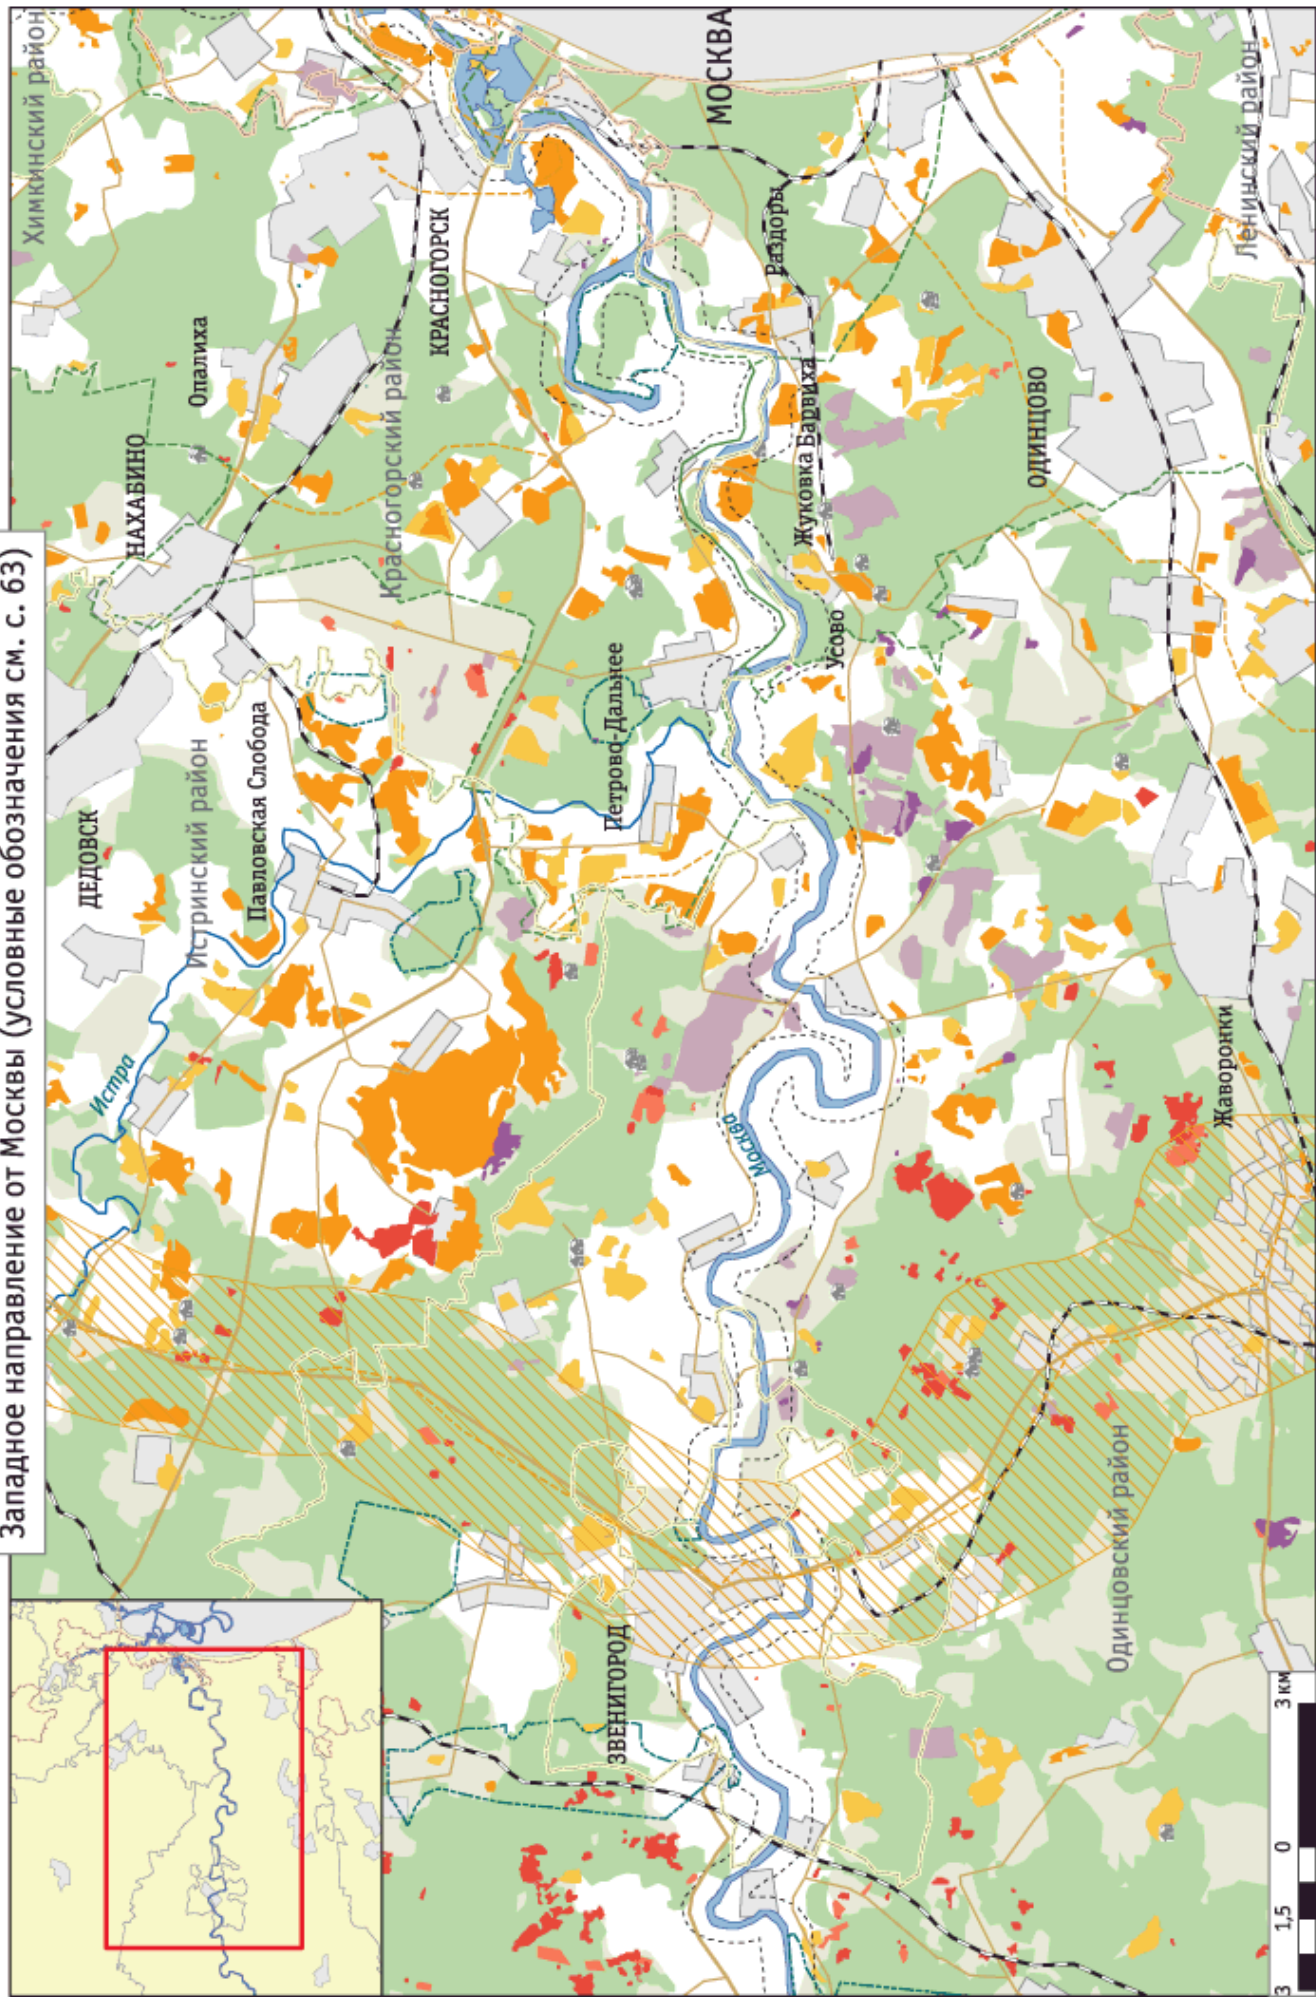 Западное направление от Москвы (условные обозначения см. с. 63)
Химкинский район
НАХАБИНО
Опалиха
ДЕДОВСК
Истринский район
Павловская Слобода
Истра
Красногорский район
КРАСНОГОРСК
МОСКВА
Петрово-Дальнее
Раздоры
Жуковка
Барвиха
Усово
Москва
ЗВЕНИГОРОД
ОДИНЦОВО
Ленинский район
Жаворонки
Одинцовский район
3 1,5 0 3 км